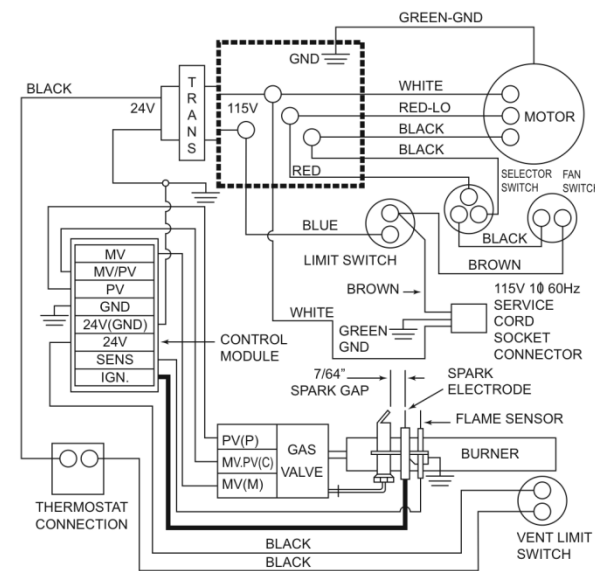 GREEN-GND
GND
BLACK
TRANS
24V
115V
WHITE
RED-LO
BLACK
BLACK
MOTOR
RED
SELECTOR
SWITCH
FAN
SWITCH
BLUE
LIMIT SWITCH
BLACK
BROWN
MV
MV/PV
PV
GND
24V(GND)
24V
SENS
IGN.
CONTROL
MODULE
BROWN
WHITE
GREEN
GND
115V 1ϕ 60Hz
SERVICE
CORD
SOCKET
CONNECTOR
7/64”
SPARK GAP
SPARK
ELECTRODE
FLAME SENSOR
PV(P)
MV.PV(C)
MV(M)
GAS
VALVE
BURNER
THERMOSTAT
CONNECTION
BLACK
BLACK
VENT LIMIT
SWITCH